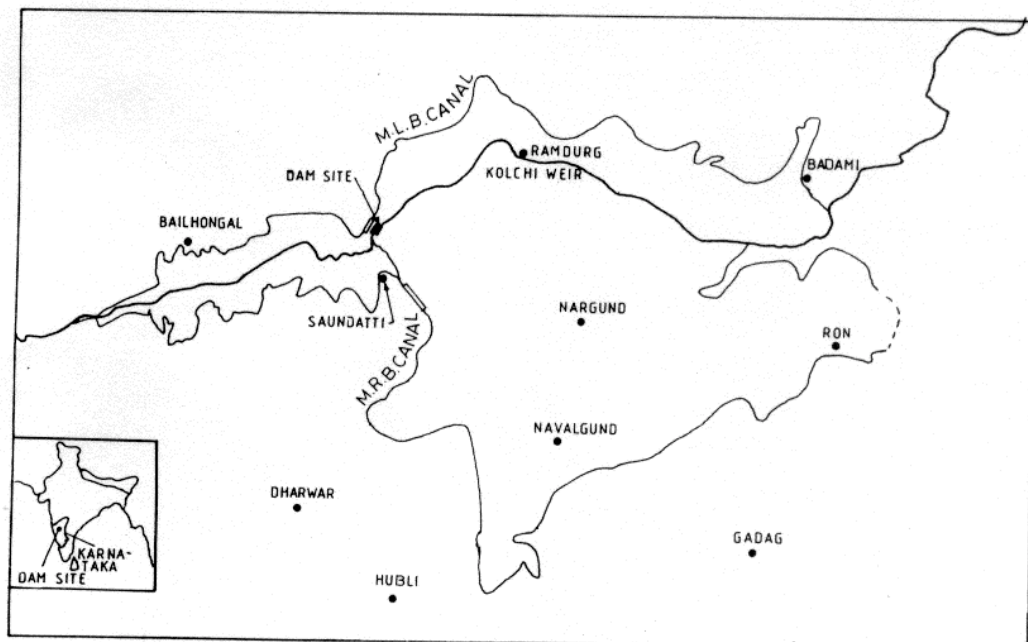 M.L.B. CANAL
RAMDURG
KOLCHI WEIR
BADAMI
DAM SITE
BAILHONGAL
SAUNDATTI
NARGUND
RON
M.R.B. CANAL
NAVALGUND
DHARWAR
GADAG
HUBLI
KARNA-
TAKA
DAM SITE